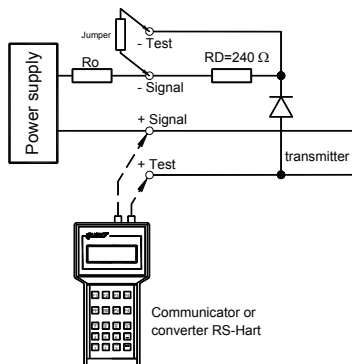 Jumper
- Test
Ro
RD=240 Ω
- Signal
Power supply
+ Signal
transmitter
+ Test
Communicator or
converter RS-Hart